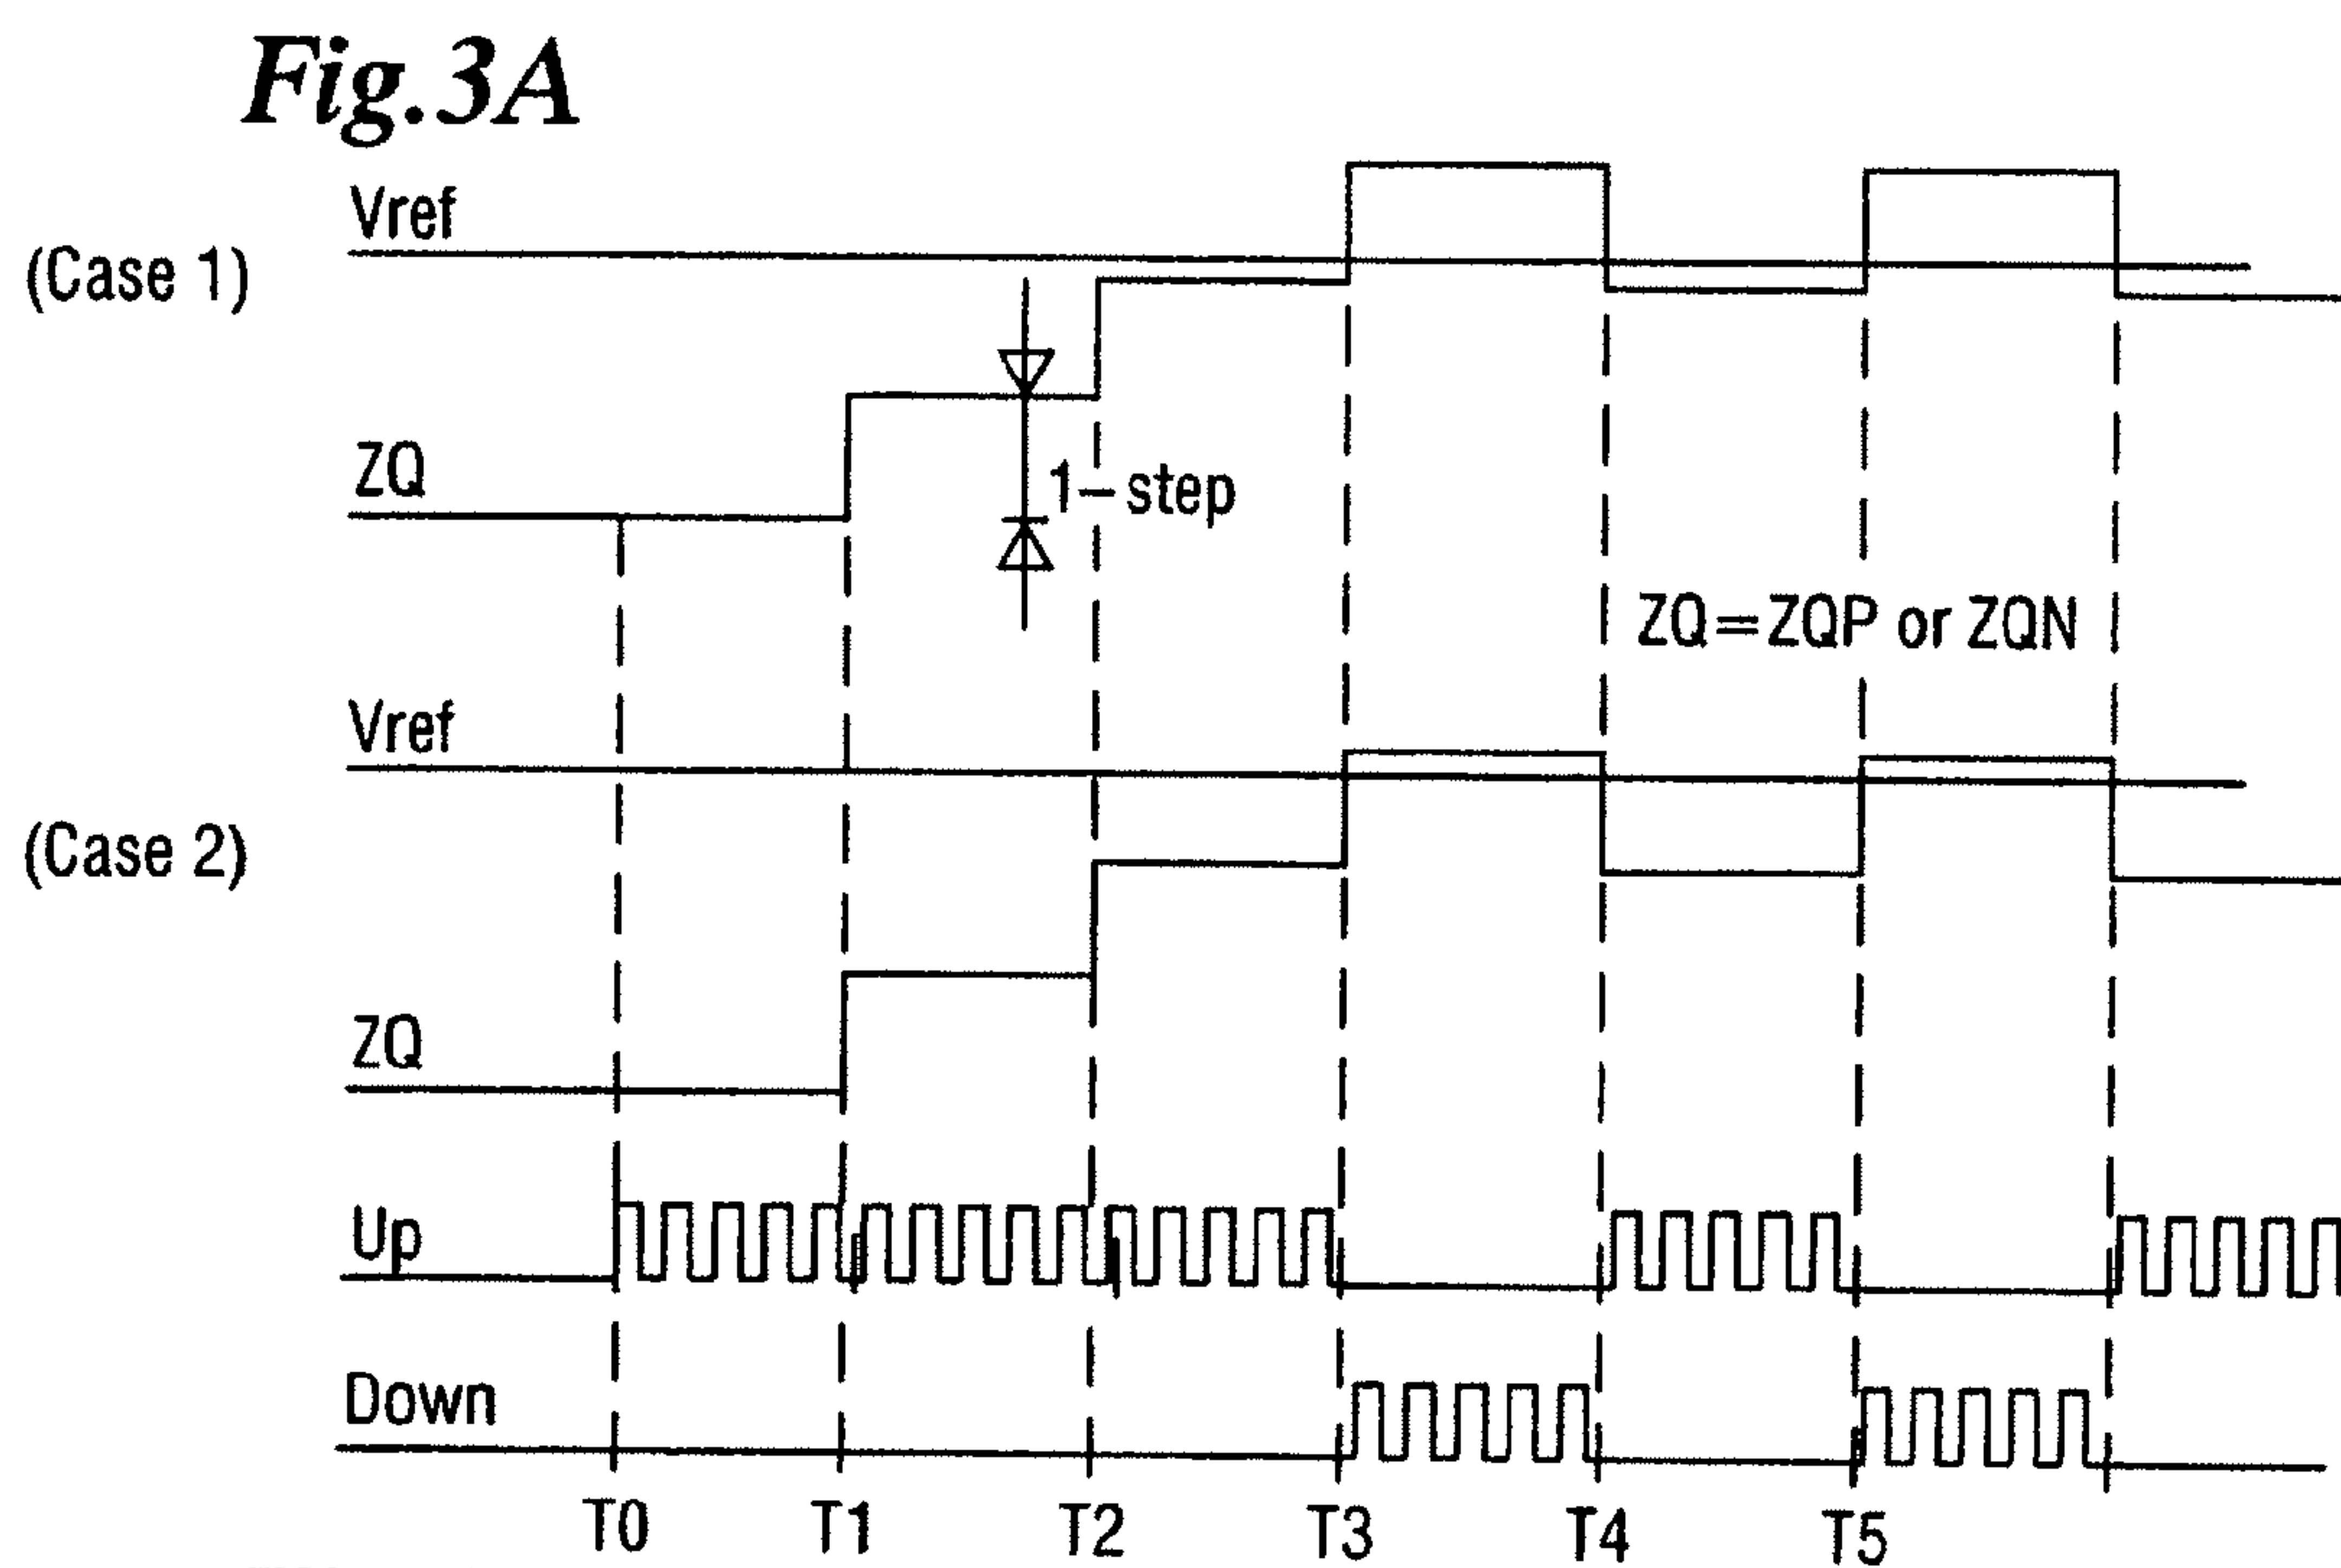 Fig.3A
Vref
(Case 1)
ZQ
1-step
ZQ=ZQP or ZQN
Vref
(Case 2)
ZQ
Up
Down
T0 T1 T2 T3 T4 T5